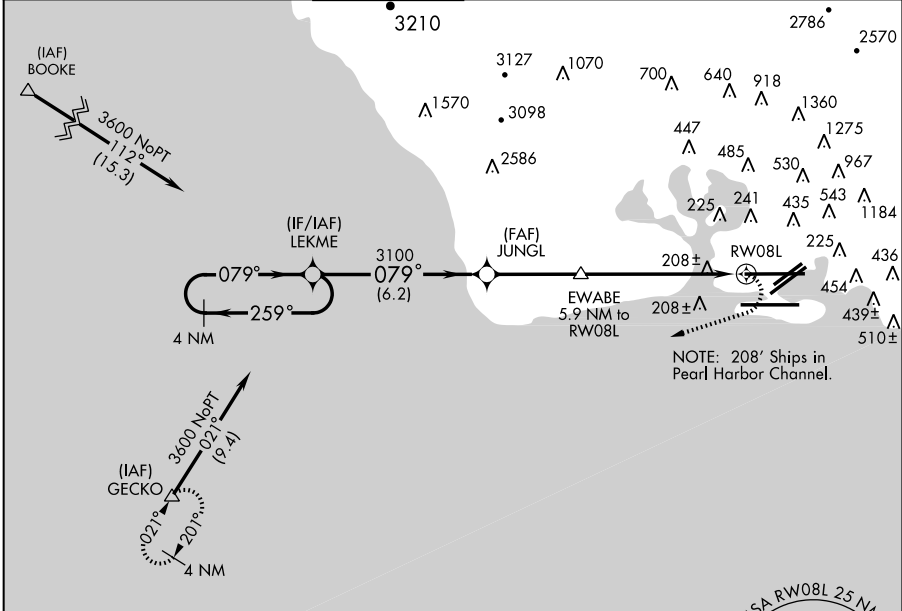 3210
2786
2570
(IAF)
BOOKE
3600 NoPT
112°
(15.3)
3127
3098
1570
2586
1070
700
640
918
1360
1275
447
485
530
967
225
241
435
543
1184
(IF/IAF)
LEKME
3100
079°
079°
(6.2)
259°
4 NM
(FAF)
JUNGL
208±
RW08L
225
436
454
EWABE
5.9 NM to
RW08L
208±
439±
510±
NOTE: 208' Ships in
Pearl Harbor Channel.
3600 NoPT
021°
(9.4)
(IAF)
GECKO
021°
201°
4 NM
RW08L 25